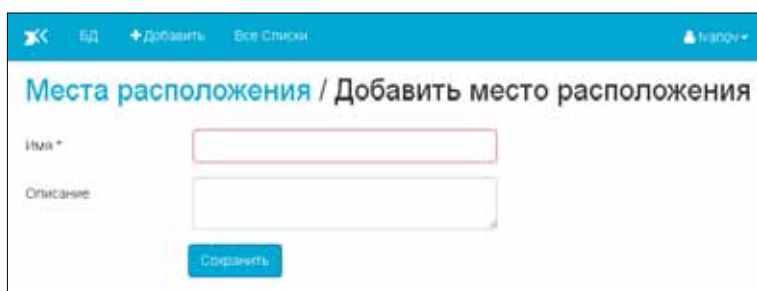 БД +Добавить Все Списки Ivanov
Места расположения / Добавить место расположения
Имя *
Описание
Сохранить